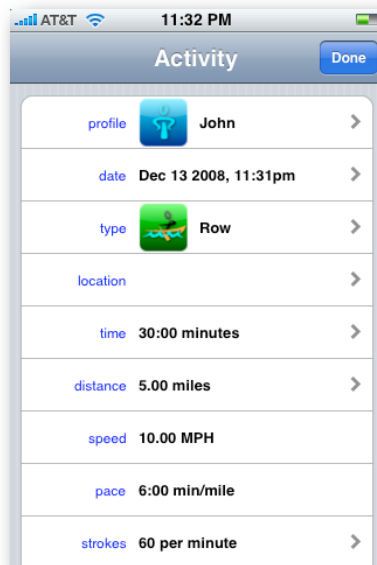 AT&T 11:32 PM
Activity Done
profile John
date Dec 13 2008, 11:31pm
type Row
location
time 30:00 minutes
distance 5.00 miles
speed 10.00 MPH
pace 6:00 min/mile
strokes 60 per minute